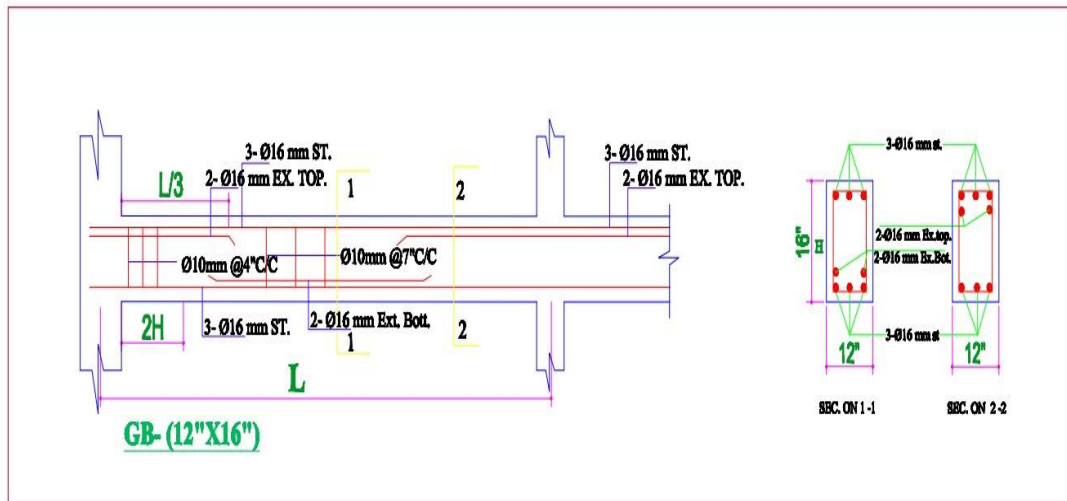 3- Ø16 mm ST.
2- Ø16 mm EX. TOP.
L/3
1
2
3- Ø16 mm ST.
2- Ø16 mm EX. TOP.
Ø10mm @4"C/C
Ø10mm @7"C/C
2H
3- Ø16 mm ST.
2- Ø16 mm Ext. Bott.
1
2
L
GB- (12"X16")
3-Ø16 mm st.
16"
H
2-Ø16 mm Ex.top.
2-Ø16 mm Ex.Bot.
3-Ø16 mm st
12"
12"
SEC. ON 1 -1
SEC. ON 2 -2